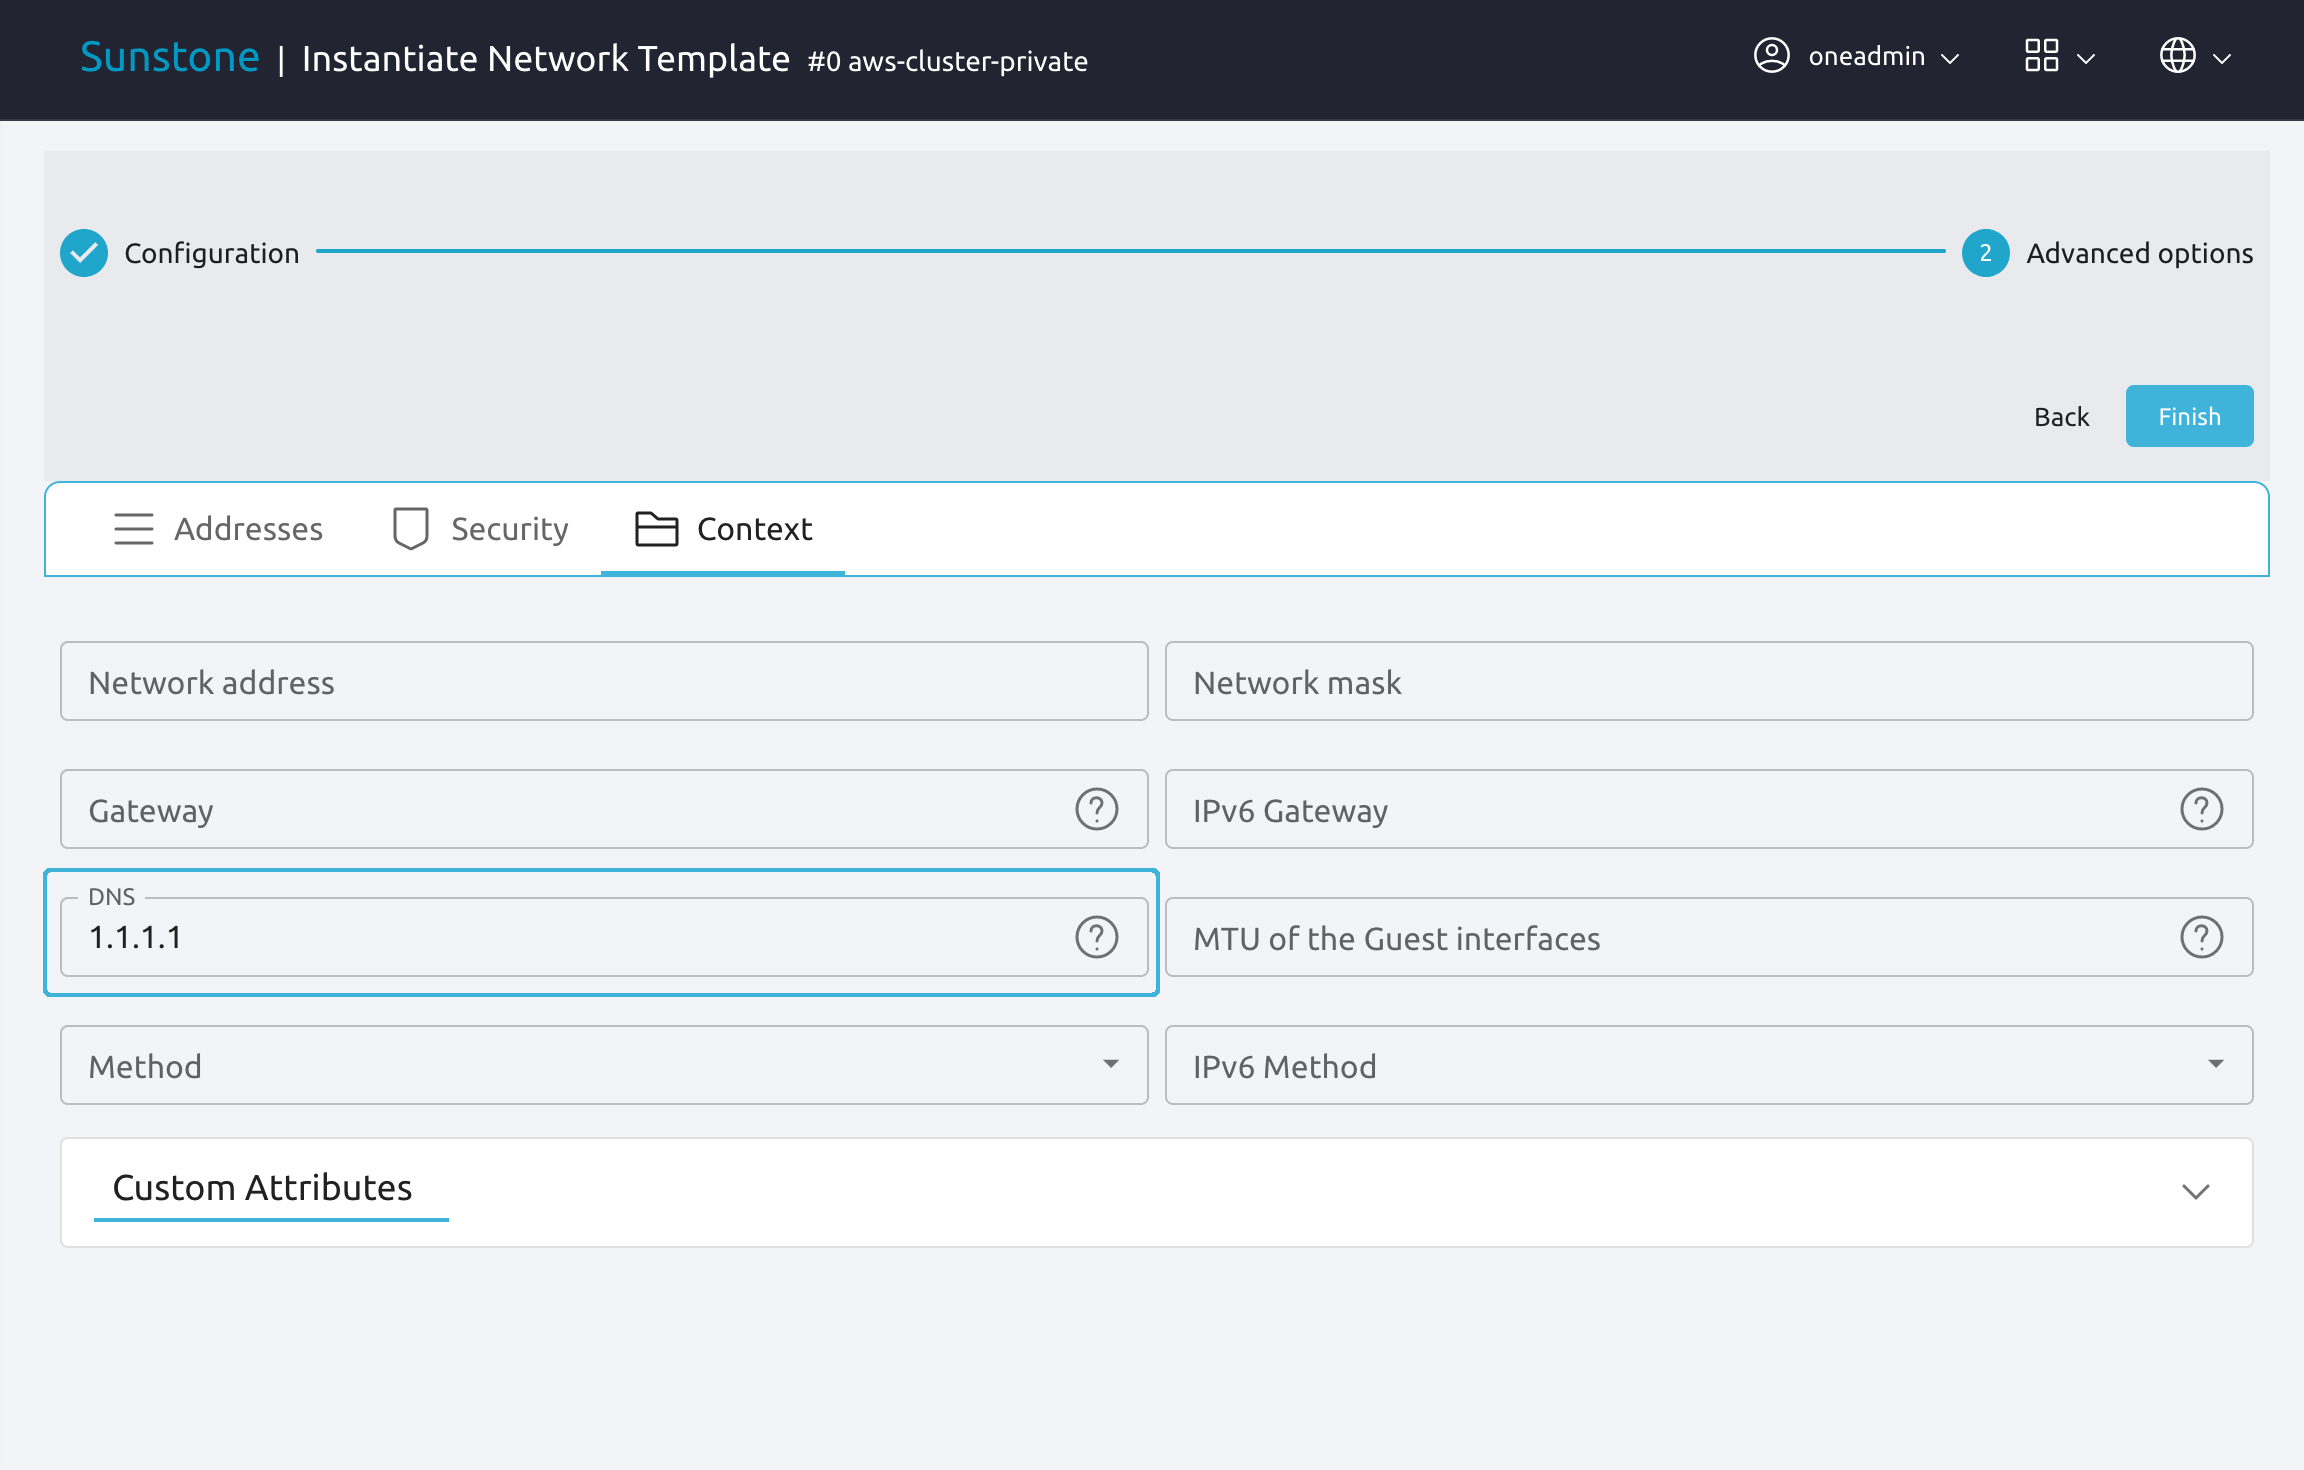 Sunstone | Instantiate Network Template #0 aws-cluster-private
oneadmin
Configuration
2 Advanced options
Back
Finish
Addresses
Security
Context
Network address
Network mask
Gateway
?
IPv6 Gateway
?
DNS
1.1.1.1
?
MTU of the Guest interfaces
?
Method
IPv6 Method
Custom Attributes